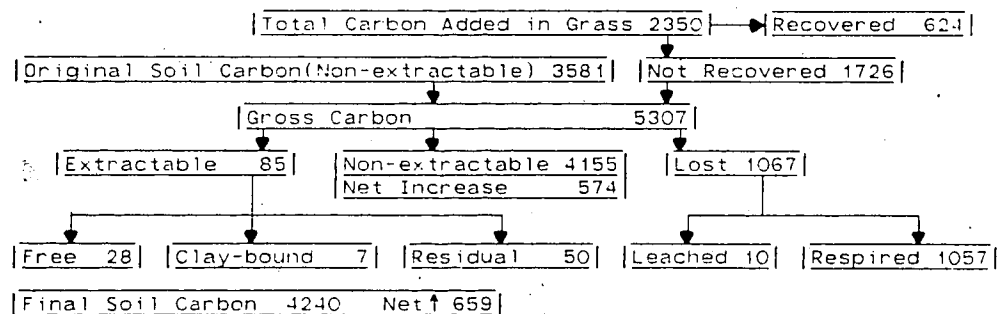 Total Carbon Added in Grass 2350 Recovered 624
Original Soil Carbon(Non-extractable) 3581 Not Recovered 1726
Gross Carbon 5307
Extractable 85 Non-extractable 4155 Lost 1067
Net Increase 574
Free 28 Clay-bound 7 Residual 50 Leached 10 Respired 1057
Final Soil Carbon 4240 Net↑ 659